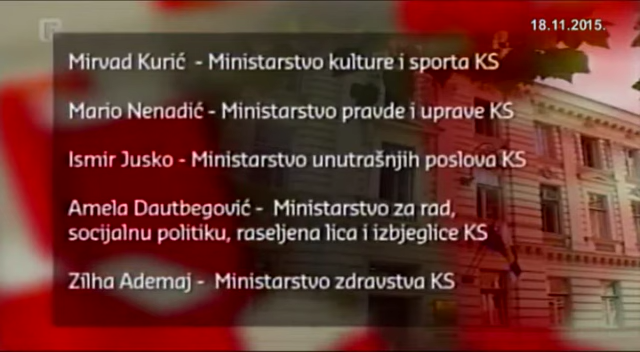 18.11.2015.
Mirvad Kurić - Ministarstvo kulture i sporta KS
Mario Nenadić - Ministarstvo pravde i uprave KS
Ismir Jusko - Ministarstvo unutrašnjih poslova KS
Amela Dautbegović - Ministarstvo za rad,
socijalnu politiku, raseljena lica i izbjeglice KS
Zilha Ademaj - Ministarstvo zdravstva KS